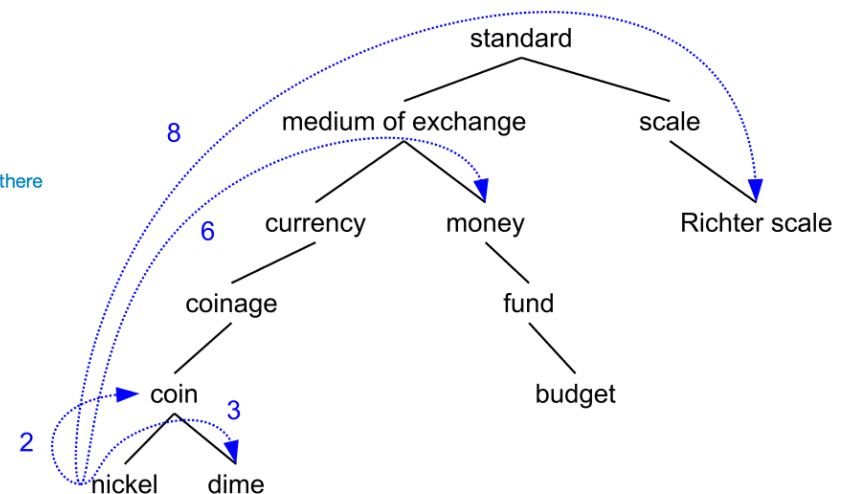 standard
8
medium of exchange
scale
there
6
currency
money
Richter scale
coinage
fund
coin
3
budget
2
nickel
dime